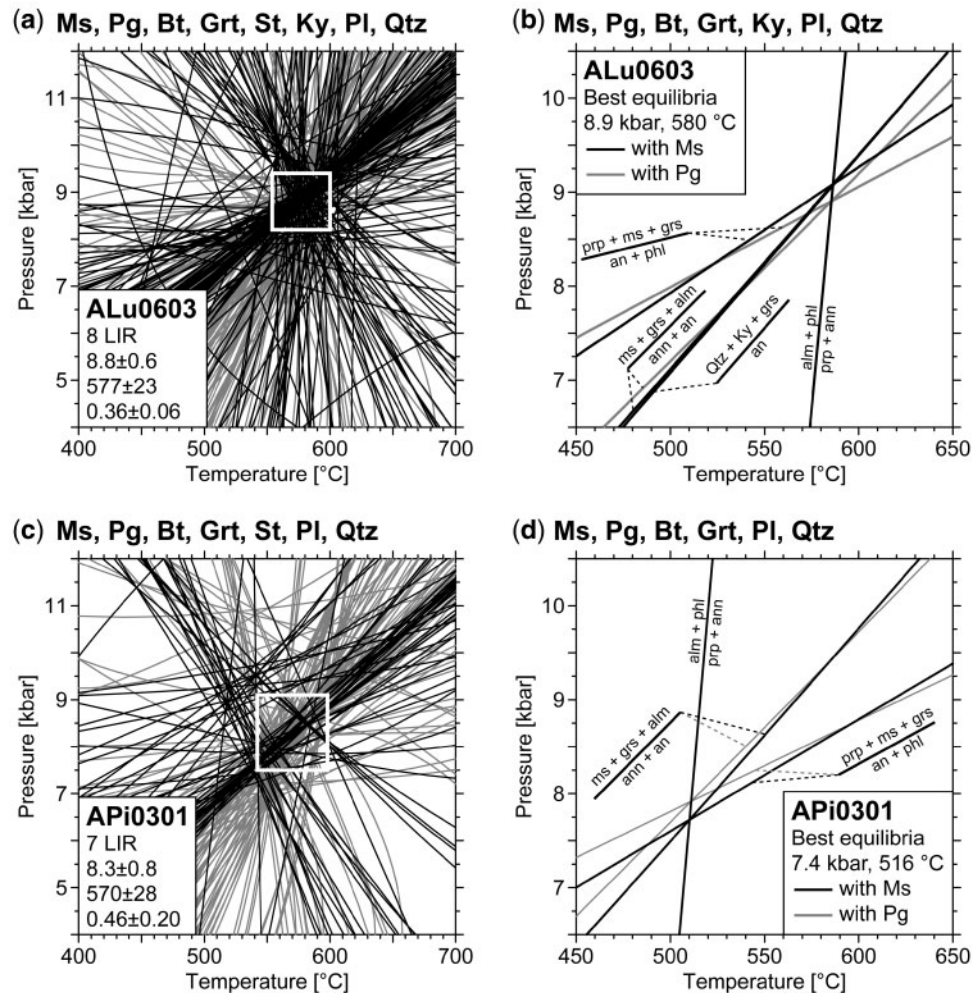 (a) Ms, Pg, Bt, Grt, St, Ky, Pl, Qtz
Pressure [kbar]
11
9
7
5
ALu0603
8 LIR
8.8±0.6
577±23
0.36±0.06
400
500
600
700
Temperature [°C]
(b) Ms, Pg, Bt, Grt, Ky, Pl, Qtz
Pressure [kbar]
10
9
8
7
ALu0603
Best equilibria
8.9 kbar, 580 °C
with Ms
with Pg
prp + ms + grs
an + phl
ms + grs + alm
ann + an
Qtz + Ky + grs
an
alm + phl
prp + ann
450
500
550
600
650
Temperature [°C]
(c) Ms, Pg, Bt, Grt, St, Pl, Qtz
Pressure [kbar]
11
9
7
5
APi0301
7 LIR
8.3±0.8
570±28
0.46±0.20
400
500
600
700
Temperature [°C]
(d) Ms, Pg, Bt, Grt, Pl, Qtz
Pressure [kbar]
10
9
8
7
alm + phl
prp + ann
ms + grs + alm
ann + an
prp + ms + grs
an + phl
APi0301
Best equilibria
7.4 kbar, 516 °C
with Ms
with Pg
450
500
550
600
650
Temperature [°C]